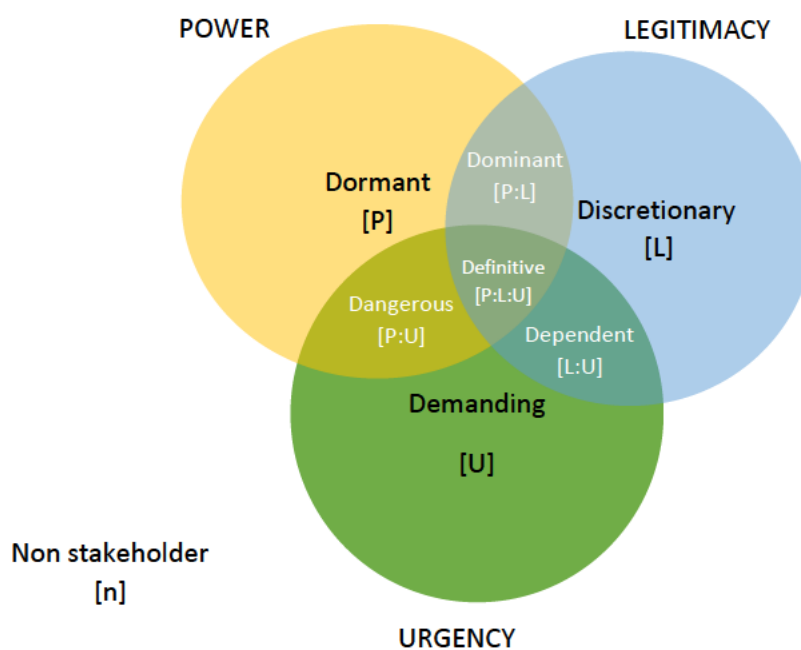 POWER
LEGITIMACY
Dominant
[P:L]
Dormant
[P]
Discretionary
[L]
Definitive
[P:L:U]
Dangerous
[P:U]
Dependent
[L:U]
Demanding
[U]
Non stakeholder
[n]
URGENCY